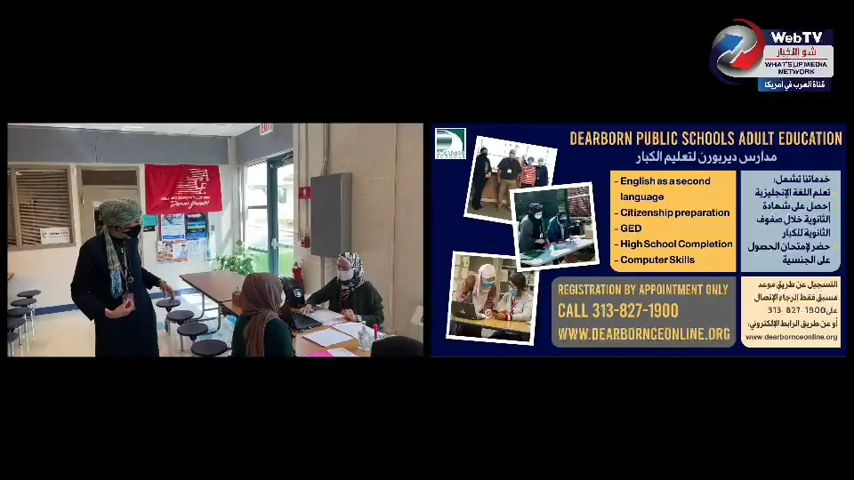 WebTV
شو الأخبار
WHAT'S UP MEDIA
NETWORK
قناة العرب في امريكا
EXIT
DEARBORN PUBLIC SCHOOLS ADULT EDUCATION
مدارس ديربورن لتعليم الكبار
- English as a second
language
- Citizenship preparation
- GED
- High School Completion
- Computer Skills
خدماتنا تشمل:
تعلم اللغة الإنجليزية
إحصل على شهادة
الثانوية خلال صفوف
الثانوية للكبار
حضر لإمتحان الحصول
على الجنسية
REGISTRATION BY APPOINTMENT ONLY
CALL 313-827-1900
WWW.DEARBORNCEONLINE.ORG
التسجيل عن طريق موعد
مسبق فقط الرجاء الإتصال
على 313-827-1900
أو عن طريق الرابط الإلكتروني:
www.dearbornceonline.org